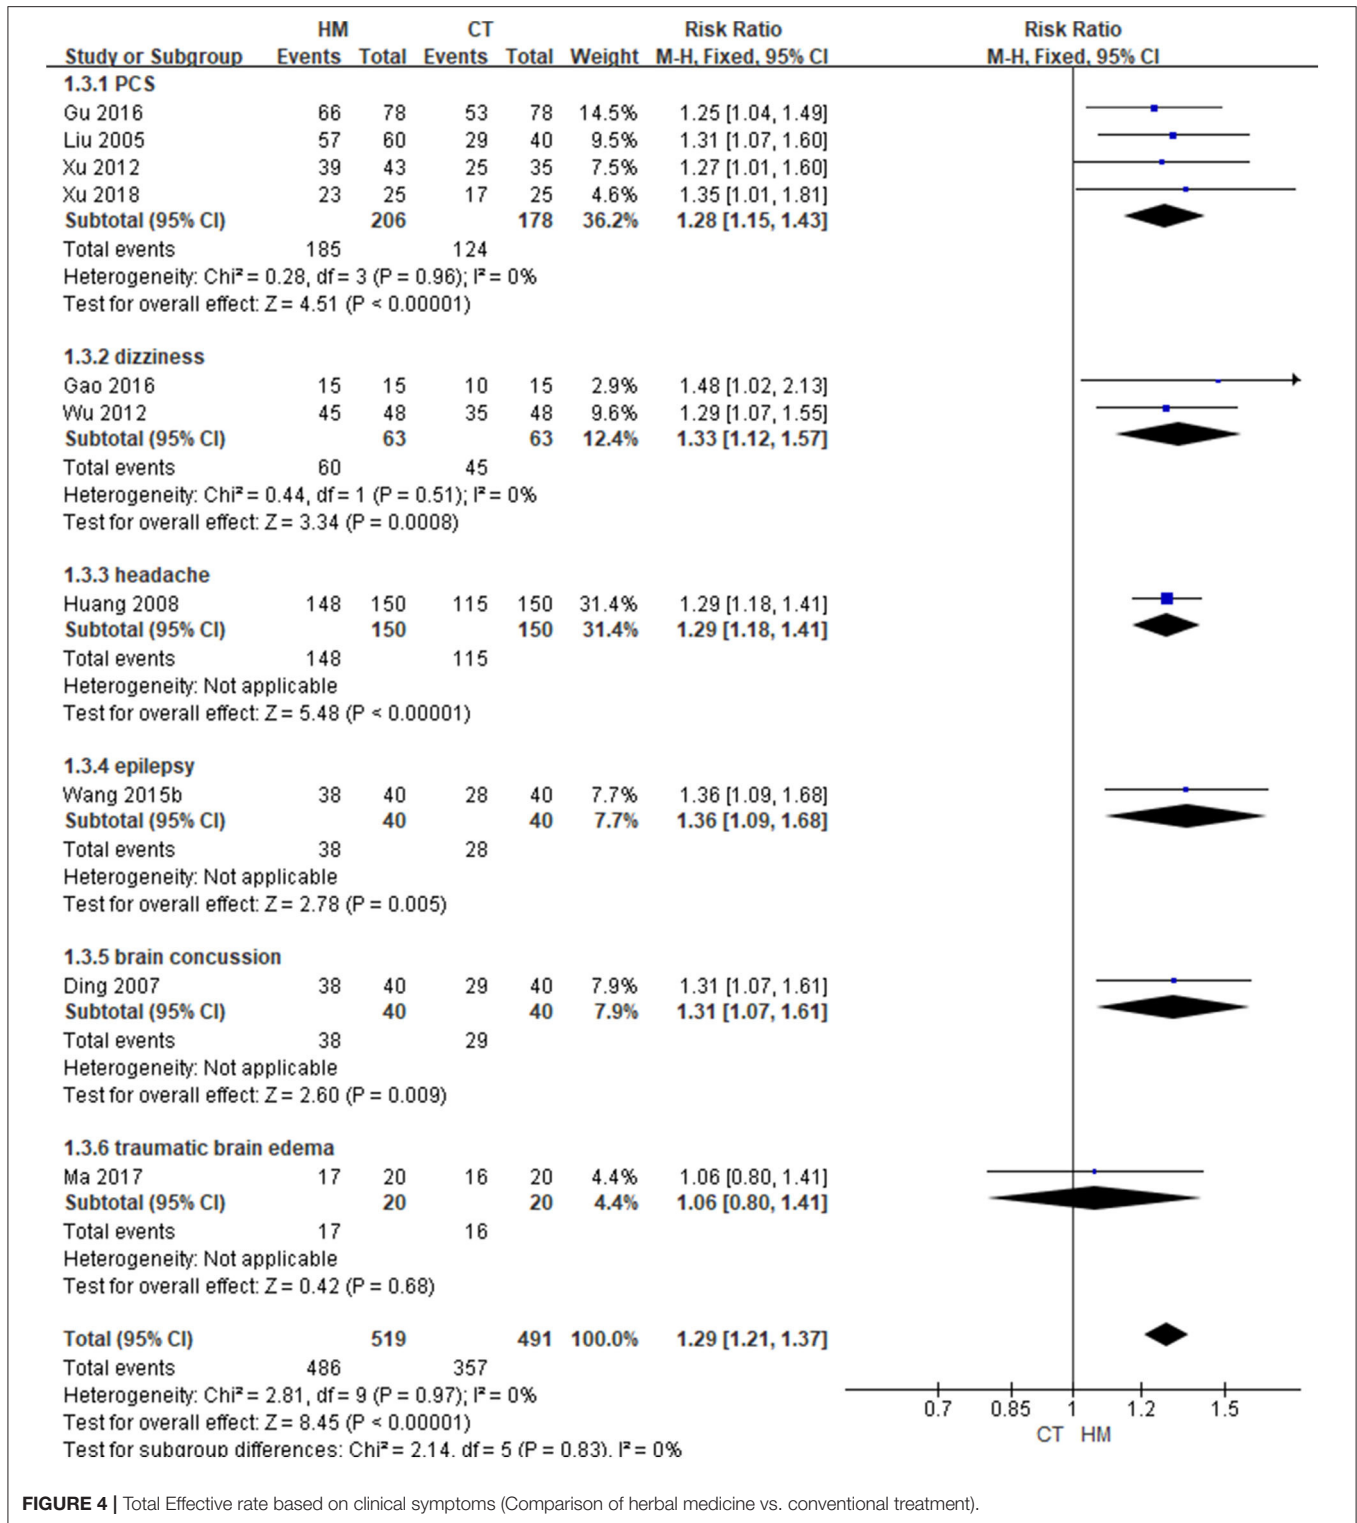 HM CT Risk Ratio Risk Ratio
Study or Subgroup Events Total Events Total Weight M-H, Fixed, 95% CI M-H, Fixed, 95% CI
1.3.1 PCS
Gu 2016 66 78 53 78 14.5% 1.25 [1.04, 1.49]
Liu 2005 57 60 29 40 9.5% 1.31 [1.07, 1.60]
Xu 2012 39 43 25 35 7.5% 1.27 [1.01, 1.60]
Xu 2018 23 25 17 25 4.6% 1.35 [1.01, 1.81]
Subtotal (95% CI) 206 178 36.2% 1.28 [1.15, 1.43]
Total events 185 124
Heterogeneity: Chi² = 0.28, df = 3 (P = 0.96); I² = 0%
Test for overall effect: Z = 4.51 (P < 0.00001)
1.3.2 dizziness
Gao 2016 15 15 10 15 2.9% 1.48 [1.02, 2.13]
Wu 2012 45 48 35 48 9.6% 1.29 [1.07, 1.55]
Subtotal (95% CI) 63 63 12.4% 1.33 [1.12, 1.57]
Total events 60 45
Heterogeneity: Chi² = 0.44, df = 1 (P = 0.51); I² = 0%
Test for overall effect: Z = 3.34 (P = 0.0008)
1.3.3 headache
Huang 2008 148 150 115 150 31.4% 1.29 [1.18, 1.41]
Subtotal (95% CI) 150 150 31.4% 1.29 [1.18, 1.41]
Total events 148 115
Heterogeneity: Not applicable
Test for overall effect: Z = 5.48 (P < 0.00001)
1.3.4 epilepsy
Wang 2015b 38 40 28 40 7.7% 1.36 [1.09, 1.68]
Subtotal (95% CI) 40 40 7.7% 1.36 [1.09, 1.68]
Total events 38 28
Heterogeneity: Not applicable
Test for overall effect: Z = 2.78 (P = 0.005)
1.3.5 brain concussion
Ding 2007 38 40 29 40 7.9% 1.31 [1.07, 1.61]
Subtotal (95% CI) 40 40 7.9% 1.31 [1.07, 1.61]
Total events 38 29
Heterogeneity: Not applicable
Test for overall effect: Z = 2.60 (P = 0.009)
1.3.6 traumatic brain edema
Ma 2017 17 20 16 20 4.4% 1.06 [0.80, 1.41]
Subtotal (95% CI) 20 20 4.4% 1.06 [0.80, 1.41]
Total events 17 16
Heterogeneity: Not applicable
Test for overall effect: Z = 0.42 (P = 0.68)
Total (95% CI) 519 491 100.0% 1.29 [1.21, 1.37]
Total events 486 357
Heterogeneity: Chi² = 2.81, df = 9 (P = 0.97); I² = 0%
Test for overall effect: Z = 8.45 (P < 0.00001)
Test for subgroup differences: Chi² = 2.14. df = 5 (P = 0.83). I² = 0%
0.7 0.85 1 1.2 1.5
CT HM
FIGURE 4 | Total Effective rate based on clinical symptoms (Comparison of herbal medicine vs. conventional treatment).